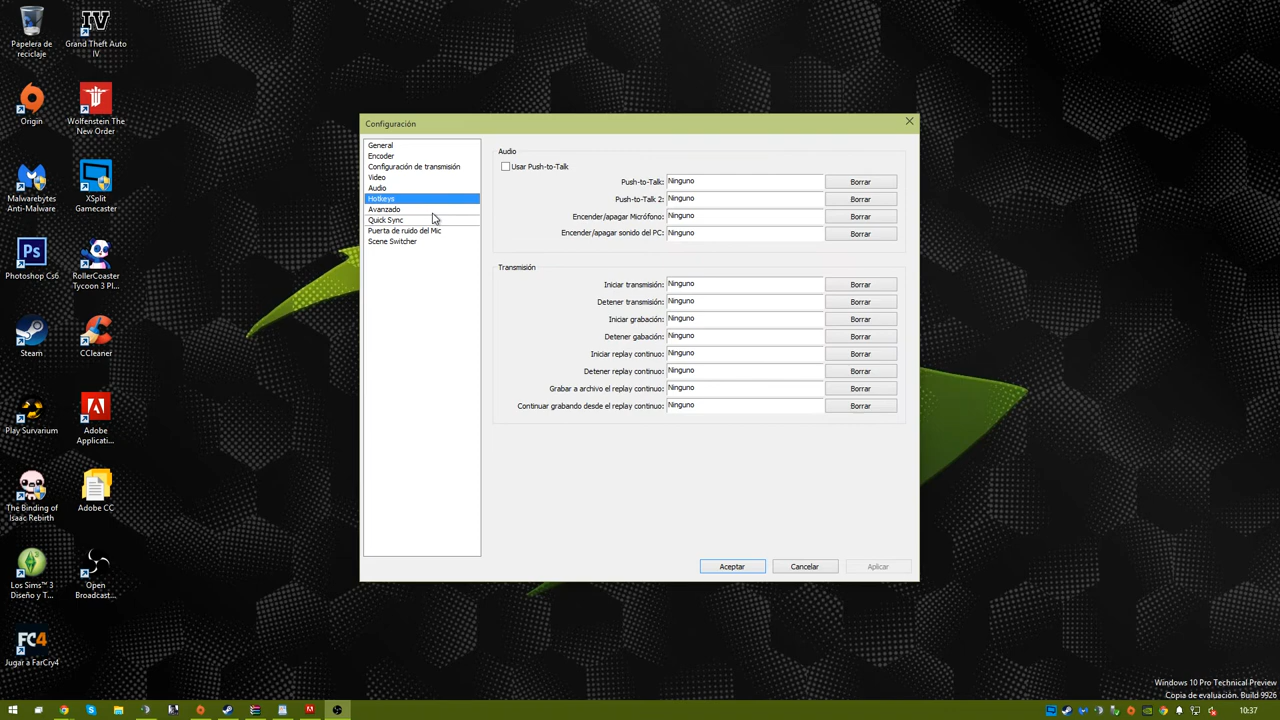 Papelera de
reciclaje
Grand Theft Auto
IV
Origin
Wolfenstein The
New Order
Malwarebytes
Anti-Malware
XSplit
Gamecaster
Ps
Photoshop Cs6
RollerCoaster
Tycoon 3 Pl...
Steam
CCleaner
Play Survarium
Adobe
Applicati...
The Binding of
Isaac Rebirth
Adobe CC
Los Sims™ 3
Diseño y T...
Open
Broadcast...
FC4
Jugar a FarCry4
Configuración
General
Encoder
Configuración de transmisión
Video
Audio
Hotkeys
Avanzado
Quick Sync
Puerta de ruido del Mic
Scene Switcher
Audio
Usar Push-to-Talk
Push-to-Talk: Ninguno Borrar
Push-to-Talk 2: Ninguno Borrar
Encender/apagar Micrófono: Ninguno Borrar
Encender/apagar sonido del PC: Ninguno Borrar
Transmisión
Iniciar transmisión: Ninguno Borrar
Detener transmisión: Ninguno Borrar
Iniciar grabación: Ninguno Borrar
Detener gabación: Ninguno Borrar
Iniciar replay continuo: Ninguno Borrar
Detener replay continuo: Ninguno Borrar
Grabar a archivo el replay continuo: Ninguno Borrar
Continuar grabando desde el replay continuo: Ninguno Borrar
Aceptar Cancelar Aplicar
Windows 10 Pro Technical Preview
Copia de evaluación. Build 9926
10:37